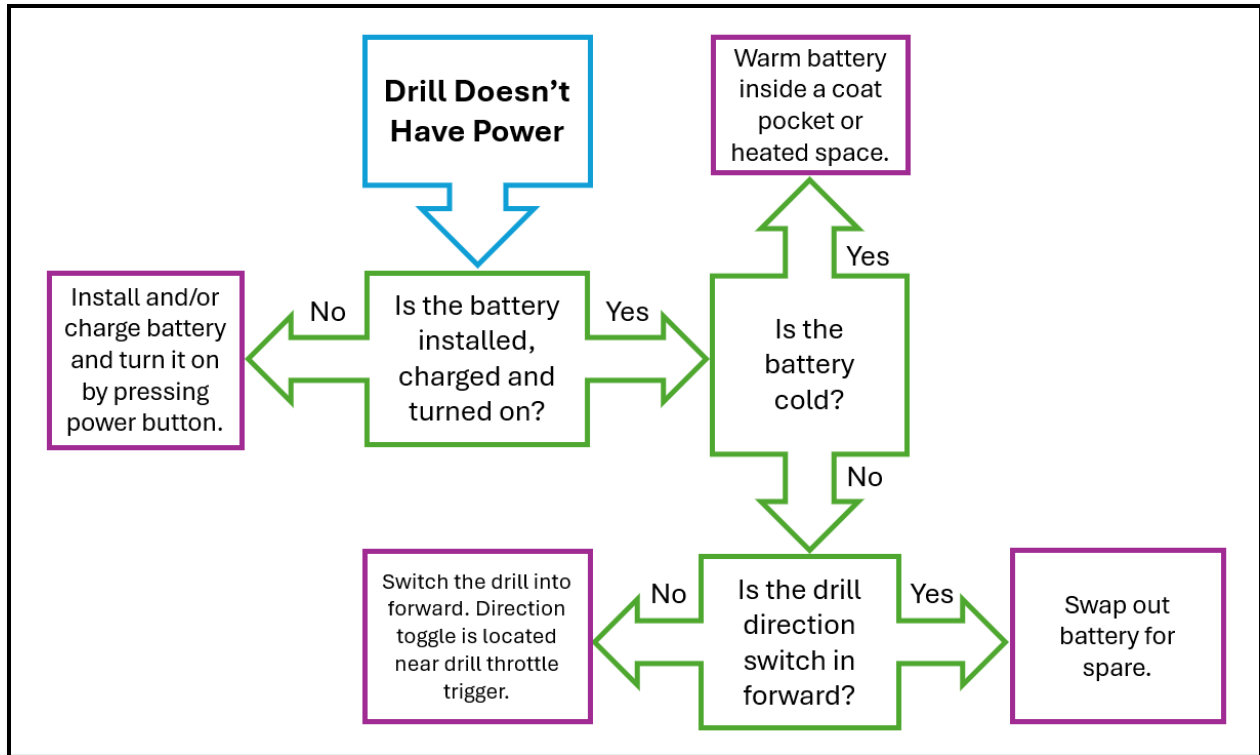 Drill Doesn't
Have Power
Warm battery
inside a coat
pocket or
heated space.
Yes
Install and/or
charge battery
and turn it on
by pressing
power button.
No
Is the battery
installed,
charged and
turned on?
Yes
Is the
battery
cold?
No
Switch the drill into
forward. Direction
toggle is located
near drill throttle
trigger.
No
Is the drill
direction
switch in
forward?
Yes
Swap out
battery for
spare.